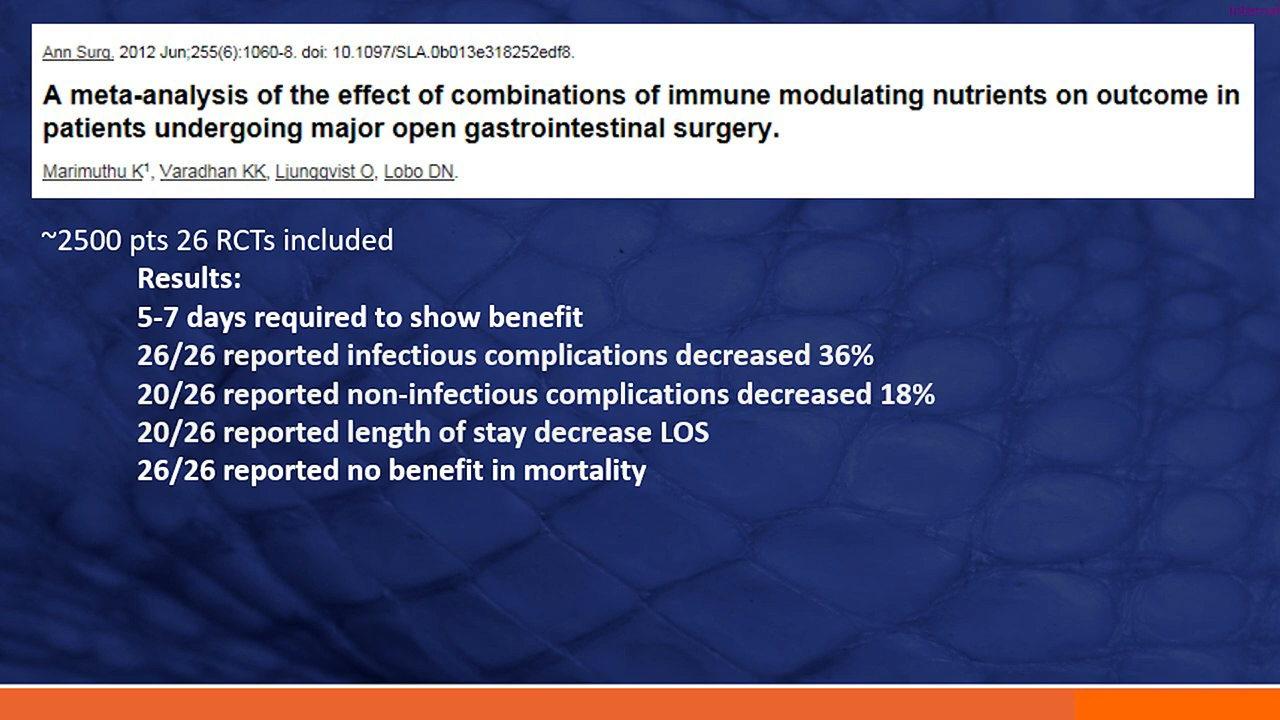 Ann Surg. 2012 Jun;255(6):1060-8. doi: 10.1097/SLA.0b013e318252edf8.
A meta-analysis of the effect of combinations of immune modulating nutrients on outcome in
patients undergoing major open gastrointestinal surgery.
Marimuthu K¹, Varadhan KK, Ljungqvist O, Lobo DN.
~2500 pts 26 RCTs included
Results:
5-7 days required to show benefit
26/26 reported infectious complications decreased 36%
20/26 reported non-infectious complications decreased 18%
20/26 reported length of stay decrease LOS
26/26 reported no benefit in mortality